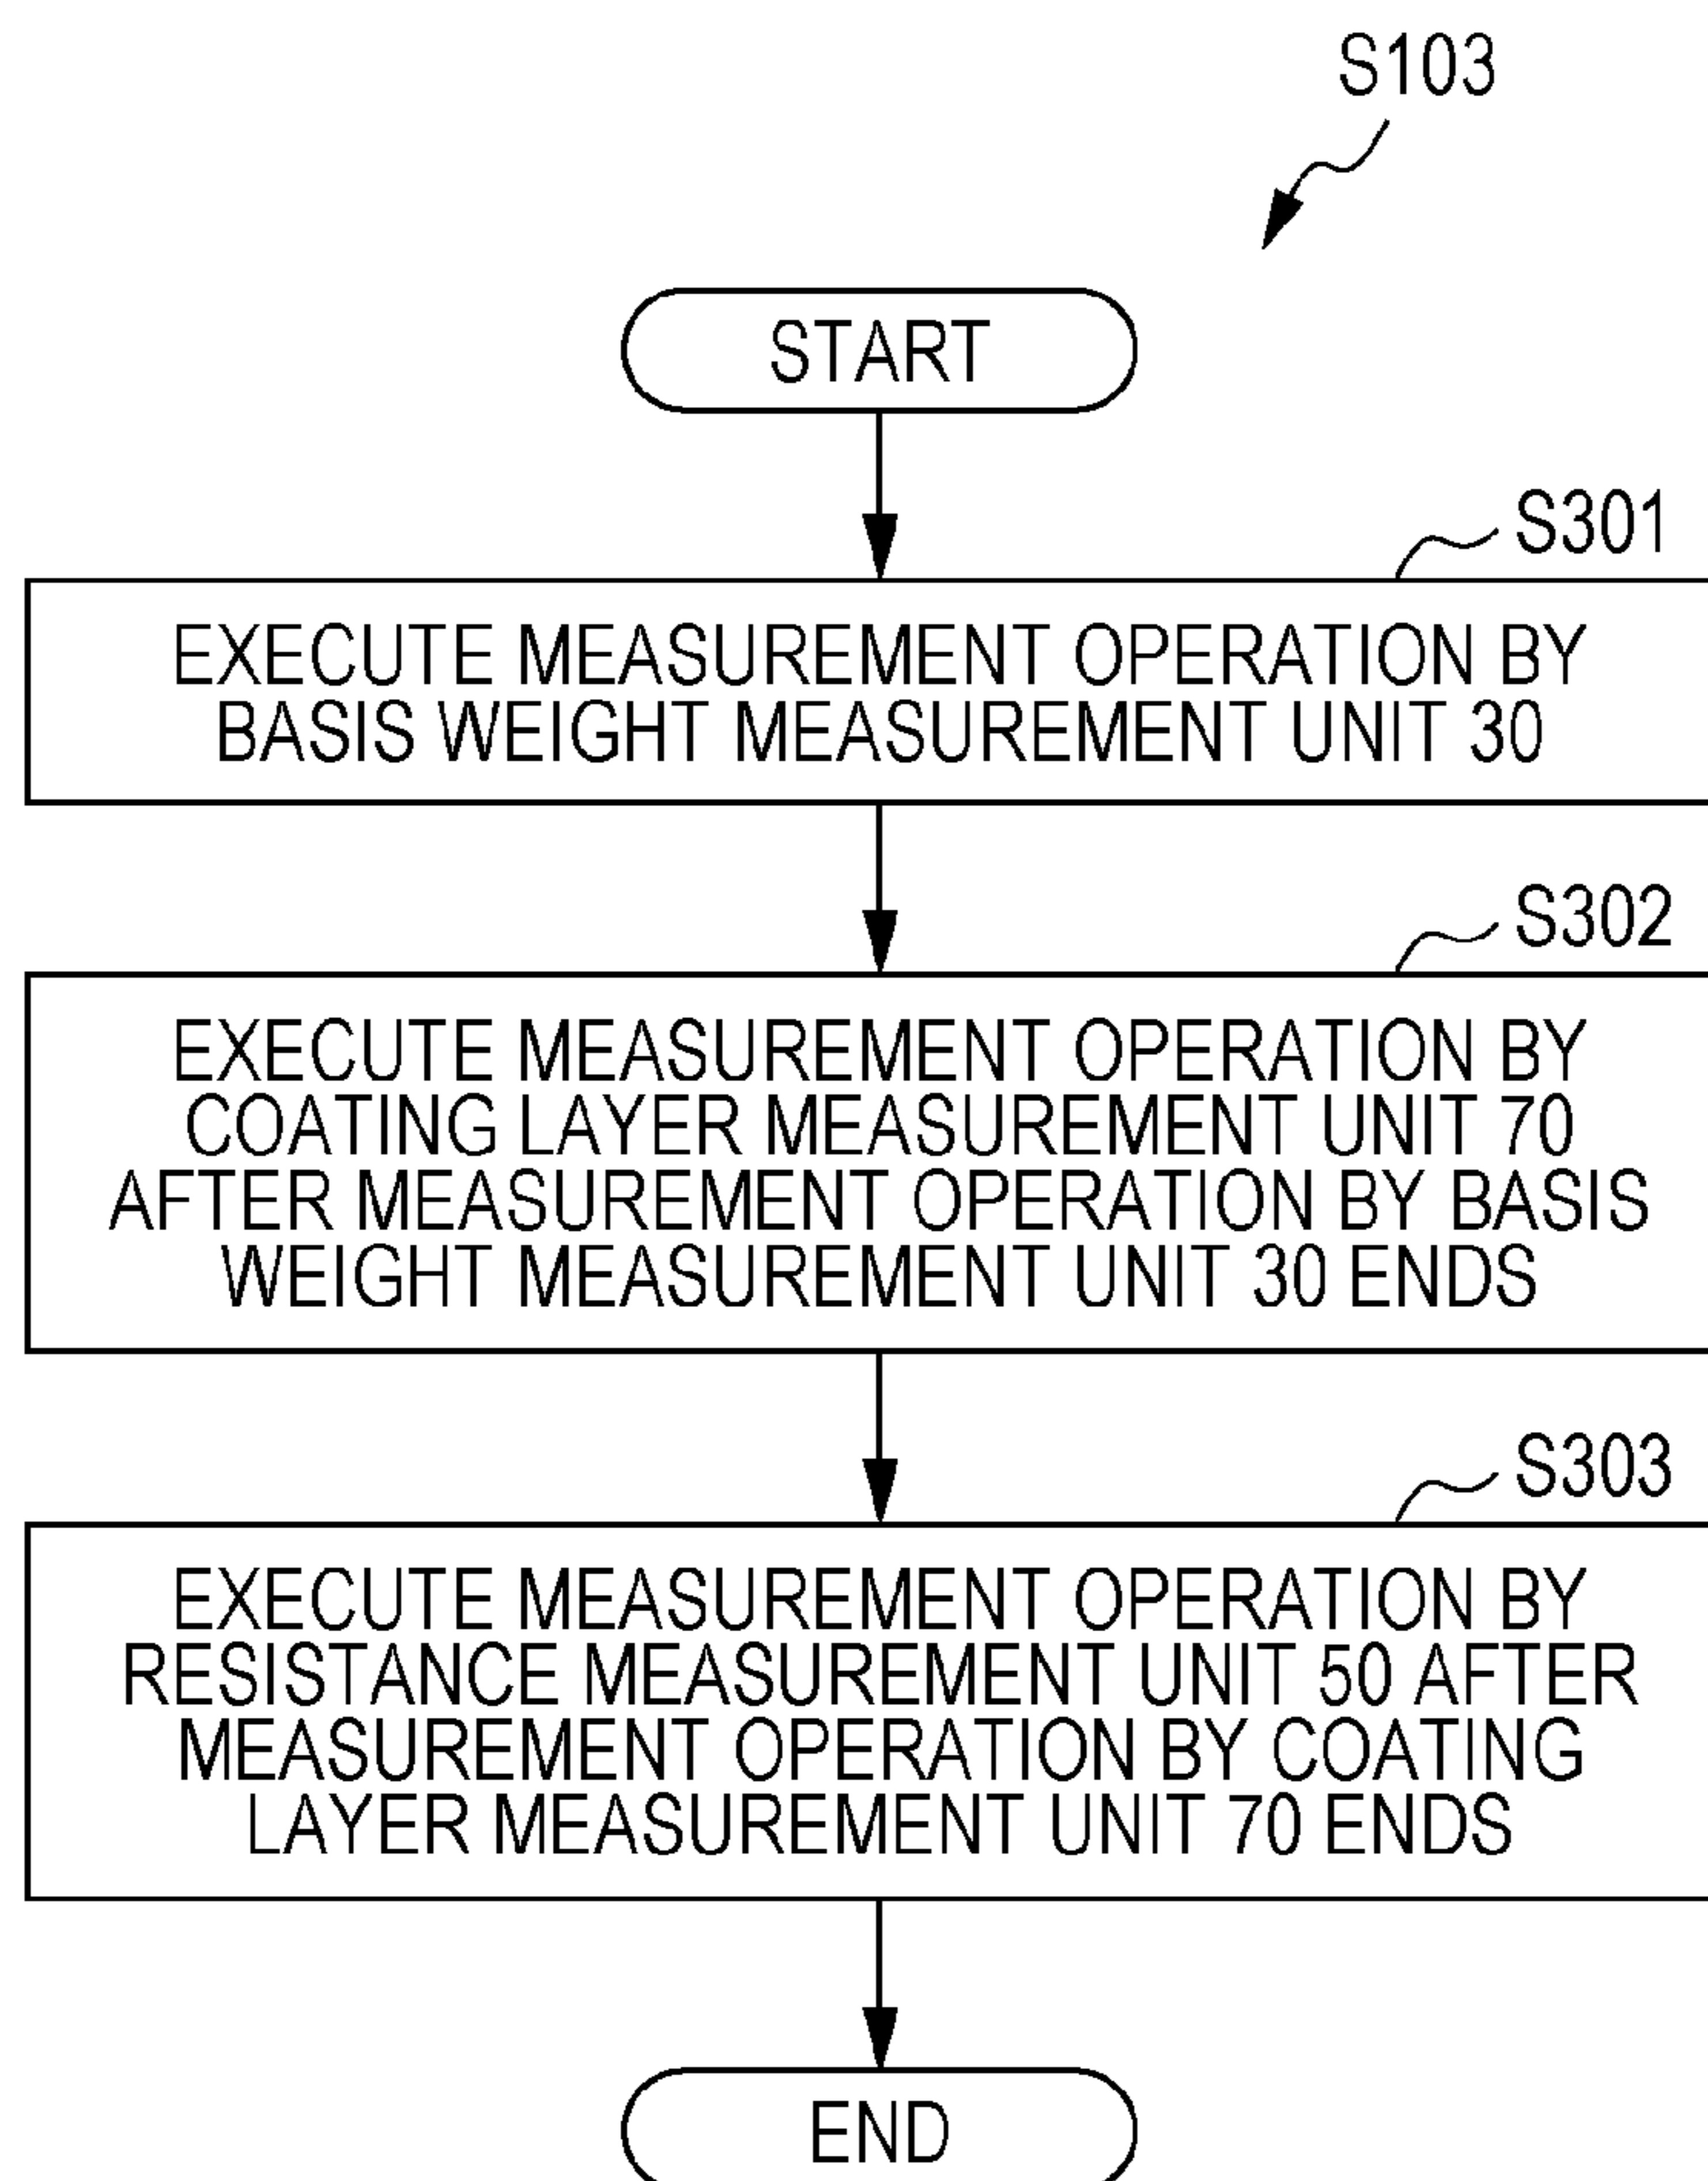 S103
START
S301
EXECUTE MEASUREMENT OPERATION BY
BASIS WEIGHT MEASUREMENT UNIT 30
S302
EXECUTE MEASUREMENT OPERATION BY
COATING LAYER MEASUREMENT UNIT 70
AFTER MEASUREMENT OPERATION BY BASIS
WEIGHT MEASUREMENT UNIT 30 ENDS
S303
EXECUTE MEASUREMENT OPERATION BY
RESISTANCE MEASUREMENT UNIT 50 AFTER
MEASUREMENT OPERATION BY COATING
LAYER MEASUREMENT UNIT 70 ENDS
END